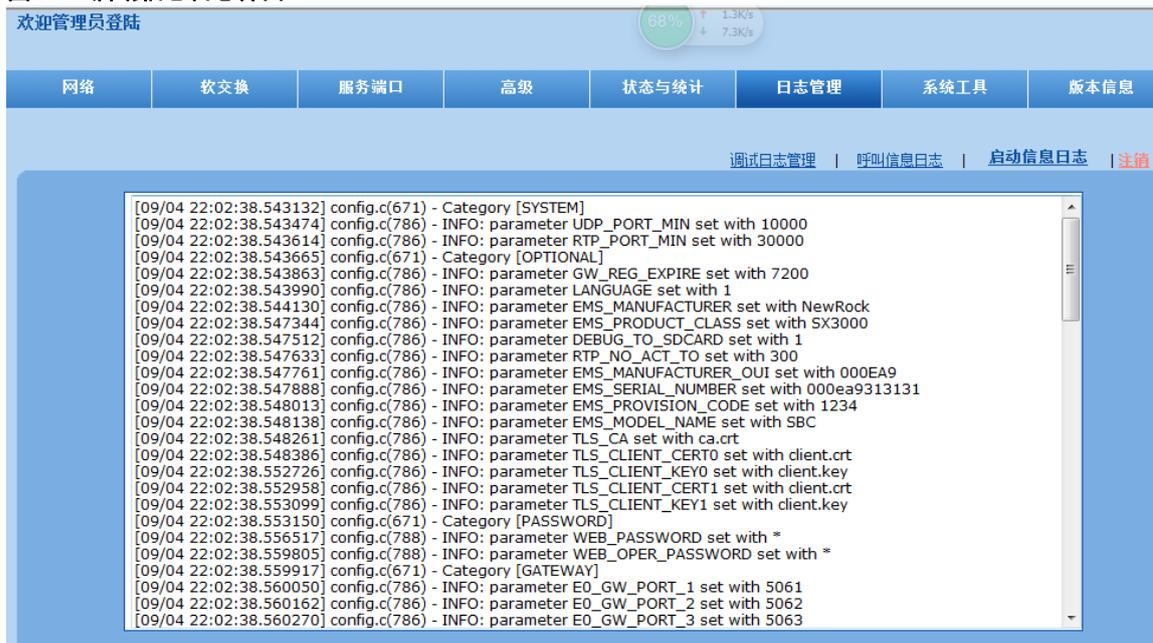 欢迎管理员登陆
68% ↑ 1.3K/s
↓ 7.3K/s
网络 软交换 服务端口 高级 状态与统计 日志管理 系统工具 版本信息
调试日志管理 | 呼叫信息日志 | 启动信息日志 | 注销
[09/04 22:02:38.543132] config.c(671) - Category [SYSTEM]
[09/04 22:02:38.543474] config.c(786) - INFO: parameter UDP_PORT_MIN set with 10000
[09/04 22:02:38.543614] config.c(786) - INFO: parameter RTP_PORT_MIN set with 30000
[09/04 22:02:38.543665] config.c(671) - Category [OPTIONAL]
[09/04 22:02:38.543863] config.c(786) - INFO: parameter GW_REG_EXPIRE set with 7200
[09/04 22:02:38.543990] config.c(786) - INFO: parameter LANGUAGE set with 1
[09/04 22:02:38.544130] config.c(786) - INFO: parameter EMS_MANUFACTURER set with NewRock
[09/04 22:02:38.547344] config.c(786) - INFO: parameter EMS_PRODUCT_CLASS set with SX3000
[09/04 22:02:38.547512] config.c(786) - INFO: parameter DEBUG_TO_SDCARD set with 1
[09/04 22:02:38.547633] config.c(786) - INFO: parameter RTP_NO_ACT_TO set with 300
[09/04 22:02:38.547761] config.c(786) - INFO: parameter EMS_MANUFACTURER_OUI set with 000EA9
[09/04 22:02:38.547888] config.c(786) - INFO: parameter EMS_SERIAL_NUMBER set with 000ea9313131
[09/04 22:02:38.548013] config.c(786) - INFO: parameter EMS_PROVISION_CODE set with 1234
[09/04 22:02:38.548138] config.c(786) - INFO: parameter EMS_MODEL_NAME set with SBC
[09/04 22:02:38.548261] config.c(786) - INFO: parameter TLS_CA set with ca.crt
[09/04 22:02:38.548386] config.c(786) - INFO: parameter TLS_CLIENT_CERT0 set with client.crt
[09/04 22:02:38.552726] config.c(786) - INFO: parameter TLS_CLIENT_KEY0 set with client.key
[09/04 22:02:38.552958] config.c(786) - INFO: parameter TLS_CLIENT_CERT1 set with client.crt
[09/04 22:02:38.553099] config.c(786) - INFO: parameter TLS_CLIENT_KEY1 set with client.key
[09/04 22:02:38.553150] config.c(671) - Category [PASSWORD]
[09/04 22:02:38.556517] config.c(788) - INFO: parameter WEB_PASSWORD set with *
[09/04 22:02:38.559805] config.c(788) - INFO: parameter WEB_OPER_PASSWORD set with *
[09/04 22:02:38.559917] config.c(671) - Category [GATEWAY]
[09/04 22:02:38.560050] config.c(786) - INFO: parameter E0_GW_PORT_1 set with 5061
[09/04 22:02:38.560162] config.c(786) - INFO: parameter E0_GW_PORT_2 set with 5062
[09/04 22:02:38.560270] config.c(786) - INFO: parameter E0_GW_PORT_3 set with 5063